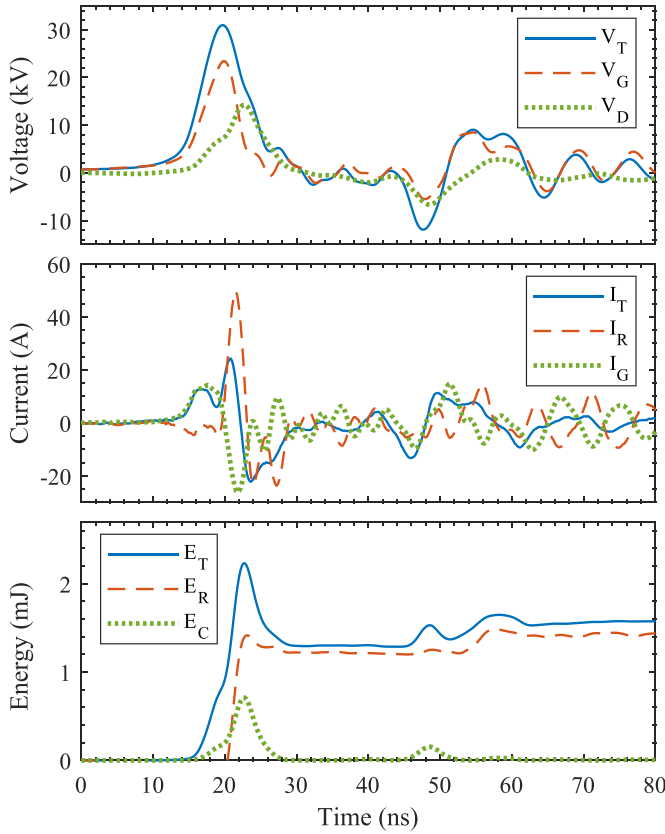 30
20
10
0
-10
Voltage (kV)
V_T
V_G
V_D
60
40
20
0
-20
Current (A)
I_T
I_R
I_G
2
1
0
Energy (mJ)
E_T
E_R
E_C
0 10 20 30 40 50 60 70 80
Time (ns)